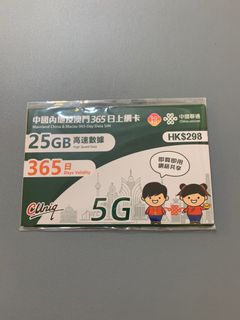 中國內地及澳門365日上網卡
Mainland China & Macau 365-Day Data SIM
中國聯通
China unicom
HK$298
25GB 高速數據
High Speed Data
365日
Days Validity
即買即用
網絡共享
Cuniq
5G